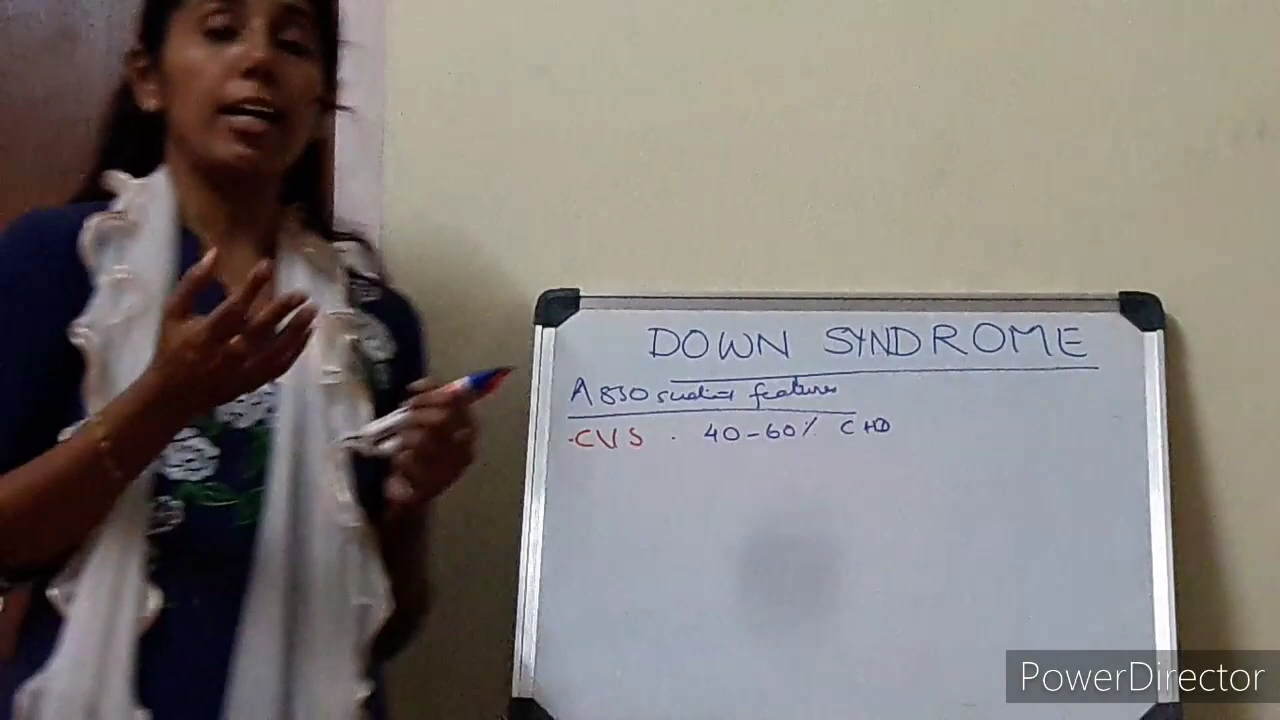 DOWN SYNDROME
Associated features
·CVS · 40-60% CHD
PowerDirector